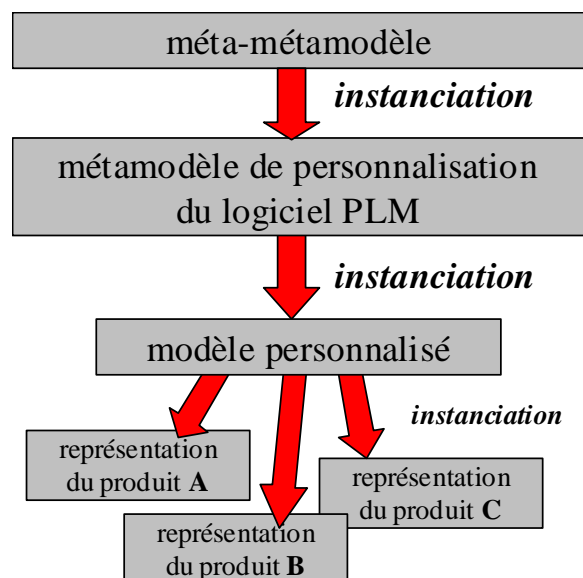 méta-métamodèle
instanciation
métamodèle de personnalisation
du logiciel PLM
instanciation
modèle personnalisé
instanciation
représentation
du produit A
représentation
du produit C
représentation
du produit B